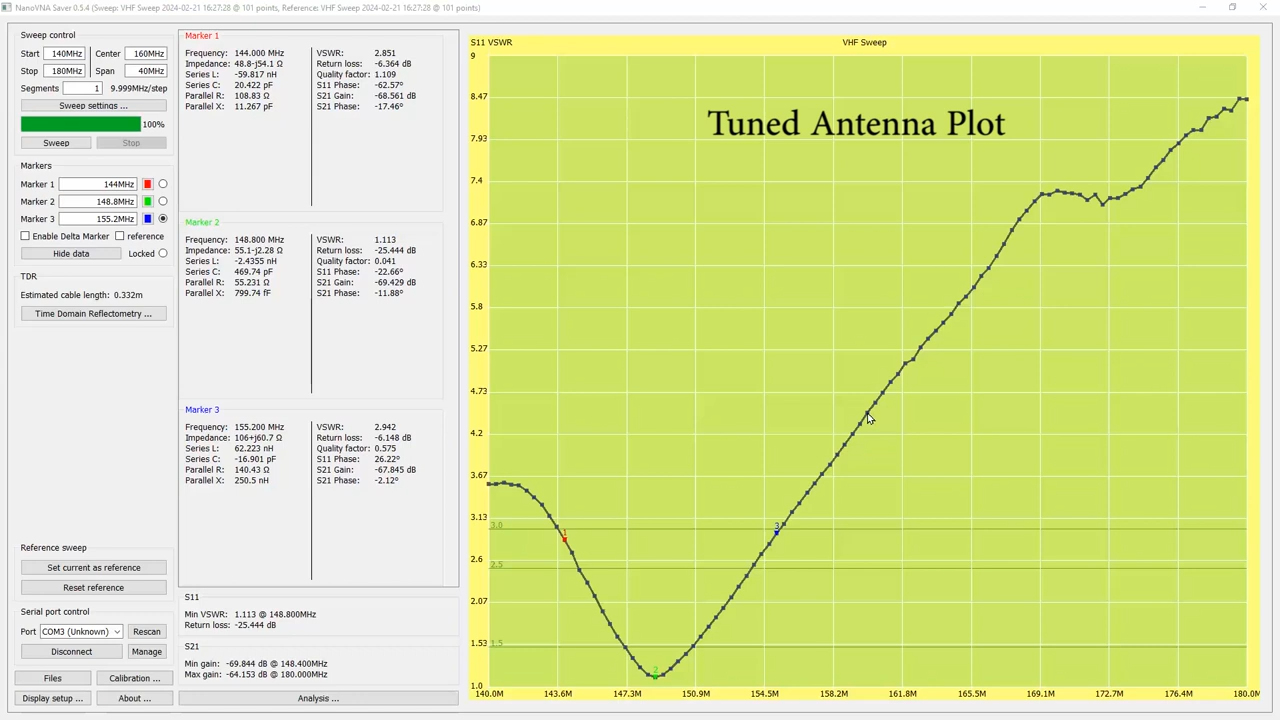 NanoVNA Saver 0.5.4 (Sweep: VHF Sweep 2024-02-21 16:27:28 @ 101 points, Reference: VHF Sweep 2024-02-21 16:27:28 @ 101 points)
Sweep control
Start 140MHz Center 160MHz
Stop 180MHz Span 40MHz
Segments 1 9.999MHz/step
Sweep settings ...
100%
Sweep Stop
Markers
Marker 1 144MHz
Marker 2 148.8MHz
Marker 3 155.2MHz
Enable Delta Marker reference
Hide data Locked
TDR
Estimated cable length: 0.332m
Time Domain Reflectometry ...
Reference sweep
Set current as reference
Reset reference
Serial port control
Port COM3 (Unknown) Rescan
Disconnect Manage
Files Calibration ...
Display setup ... About ...
Marker 1
Frequency: 144.000 MHz VSWR: 2.851
Impedance: 48.8-j54.1 Ω Return loss: -6.364 dB
Series L: -59.817 nH Quality factor: 1.109
Series C: 20.422 pF S11 Phase: -62.57°
Parallel R: 108.83 Ω S21 Gain: -68.561 dB
Parallel X: 11.267 pF S21 Phase: -17.46°
Marker 2
Frequency: 148.800 MHz VSWR: 1.113
Impedance: 55.1-j2.28 Ω Return loss: -25.444 dB
Series L: -2.4355 nH Quality factor: 0.041
Series C: 469.74 pF S11 Phase: -22.66°
Parallel R: 55.231 Ω S21 Gain: -69.429 dB
Parallel X: 799.74 fF S21 Phase: -11.88°
Marker 3
Frequency: 155.200 MHz VSWR: 2.942
Impedance: 106+j60.7 Ω Return loss: -6.148 dB
Series L: 62.223 nH Quality factor: 0.575
Series C: -16.901 pF S11 Phase: 26.22°
Parallel R: 140.43 Ω S21 Gain: -67.845 dB
Parallel X: 250.5 nH S21 Phase: -2.12°
S11
Min VSWR: 1.113 @ 148.800MHz
Return loss: -25.444 dB
S21
Min gain: -69.844 dB @ 148.400MHz
Max gain: -64.153 dB @ 180.000MHz
Analysis ...
S11 VSWR VHF Sweep
Tuned Antenna Plot
9
8.47
7.93
7.4
6.87
6.33
5.8
5.27
4.73
4.2
3.67
3.13
3.0
2.6
2.5
2.07
1.53
1.5
1.0
1
2
3
140.0M 143.6M 147.3M 150.9M 154.5M 158.2M 161.8M 165.5M 169.1M 172.7M 176.4M 180.0M